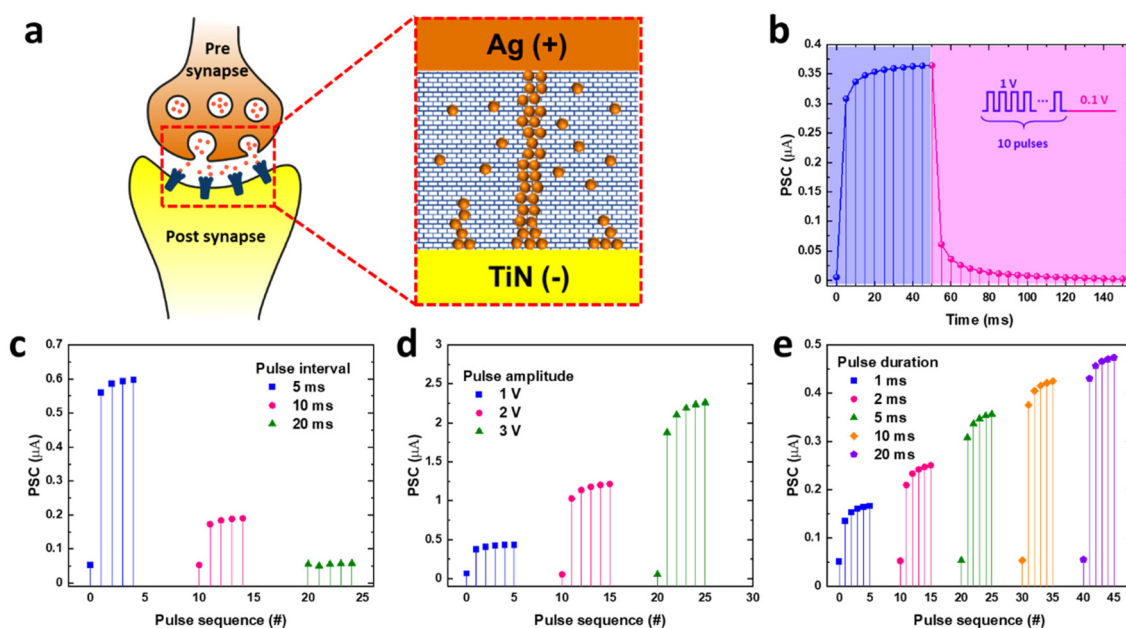 a
Pre
synapse
Post synapse
Ag (+)
TiN (-)
b
PSC (μA)
0.4
0.35
0.3
0.25
0.2
0.15
0.1
0.05
0
0 20 40 60 80 100 120 140
Time (ms)
1 V
...
0.1 V
10 pulses
c
PSC (μA)
0.7
0.6
0.5
0.4
0.3
0.2
0.1
0
0 5 10 15 20 25
Pulse sequence (#)
Pulse interval
5 ms
10 ms
20 ms
d
PSC (μA)
3
2.5
2
1.5
1
0.5
0
0 5 10 15 20 25 30
Pulse sequence (#)
Pulse amplitude
1 V
2 V
3 V
e
PSC (μA)
0.5
0.4
0.3
0.2
0.1
0
0 5 10 15 20 25 30 35 40 45
Pulse sequence (#)
Pulse duration
1 ms
2 ms
5 ms
10 ms
20 ms